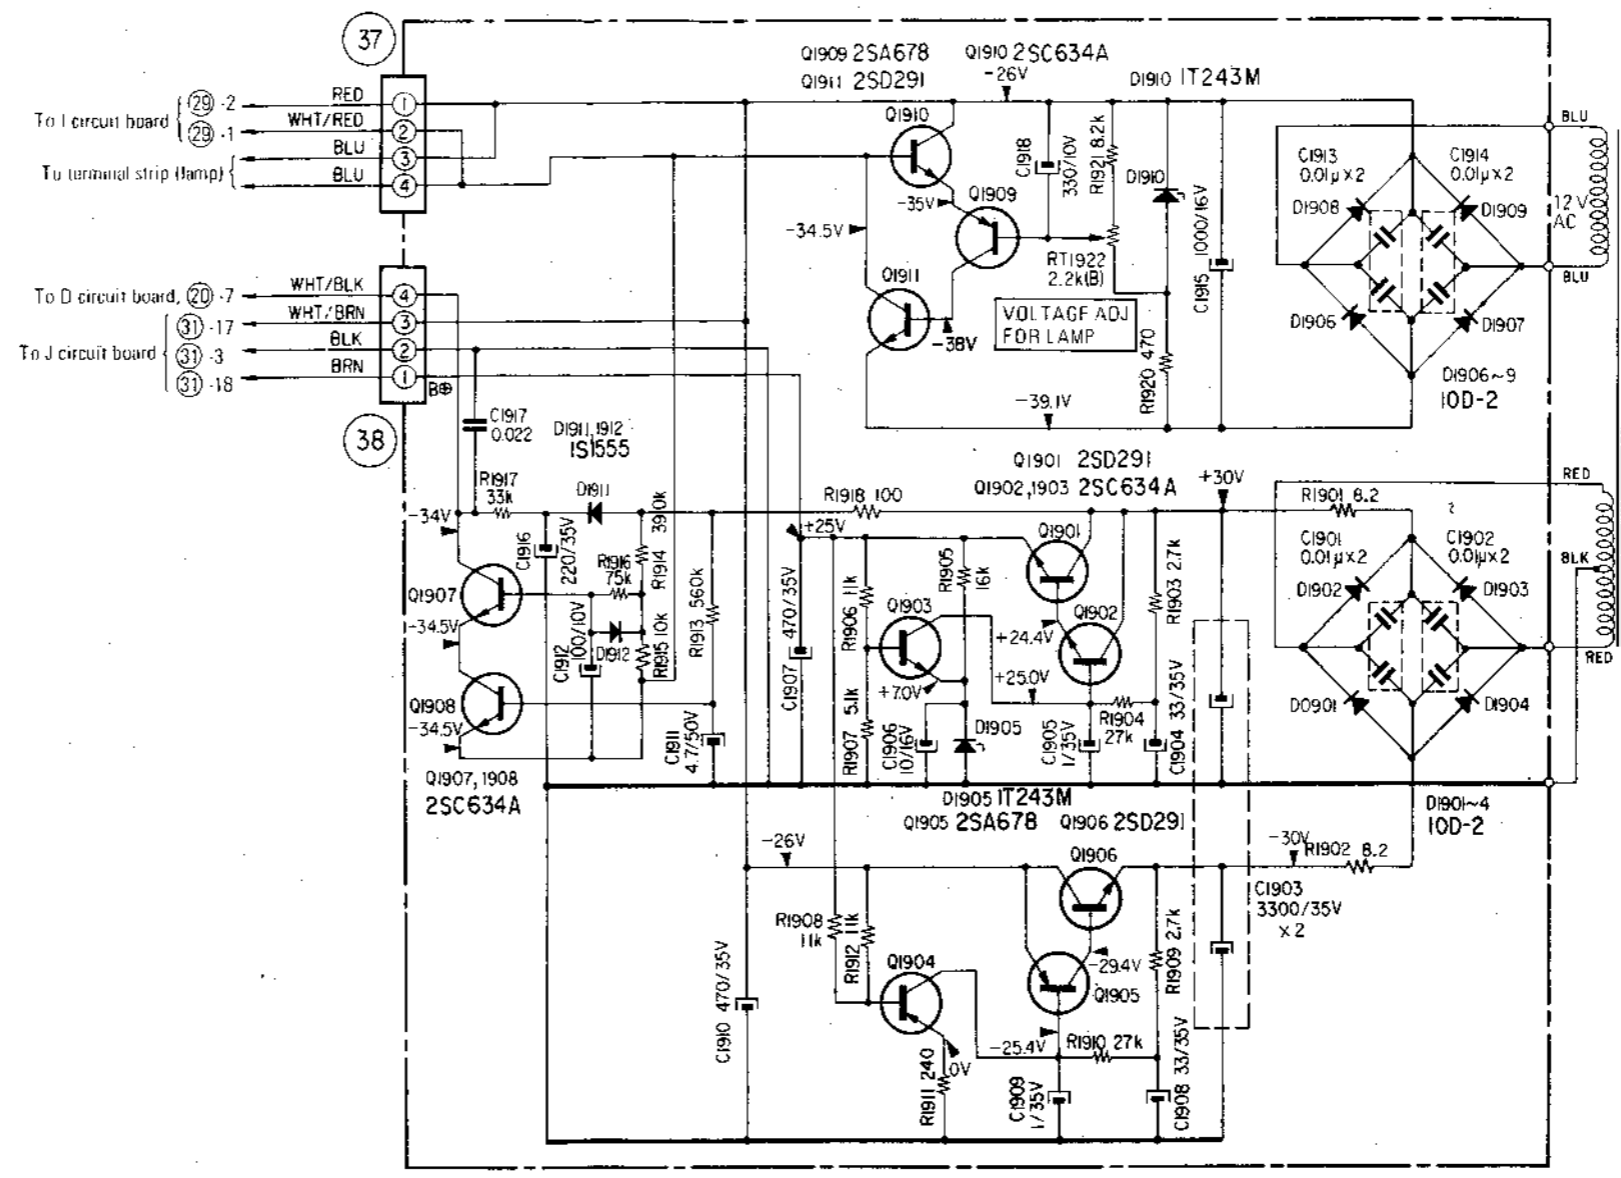 37
Q1909 2SA678
Q1910 2SC634A
Q1911 2SD291
-26V
D1910 1T243M
To I circuit board
29 -2
RED
1
29 -1
WHT/RED
2
To terminal strip (lamp)
BLU
3
BLU
4
Q1910
C1918
330/10V
R1921 8.2k
D1910
C1915 1000/16V
-35V
Q1909
-34.5V
Q1911
-38V
RT1922
2.2k(B)
VOLTAGE ADJ
FOR LAMP
R1920 470
-39.1V
C1913
0.01μ×2
C1914
0.01μ×2
D1908
D1909
D1906
D1907
D1906~9
10D-2
BLU
12V
AC
BLU
To D circuit board, 20 -7
WHT/BLK
4
To J circuit board
31 -17
WHT/BRN
3
31 -3
BLK
2
31 -18
BRN
1
B⊕
38
C1917
0.022
D1911, 1912
1S1555
R1917
33k
D1911
-34V
C1916
220/35V
R1916
75k
R1914 390k
Q1907
-34.5V
C1912
100/10V
D1912
R1915 10k
R1913 560k
Q1908
-34.5V
C1911
4.7/50V
Q1907, 1908
2SC634A
Q1901 2SD291
Q1902, 1903 2SC634A
+30V
R1918 100
+25V
C1907 470/35V
R1906 11k
R1905
16k
Q1901
Q1903
Q1902
+24.4V
+25.0V
+7.0V
R1903 2.7k
R1907 5.1k
C1906
10/16V
D1905
C1905
1/35V
R1904
27k
C1904 33/35V
R1901 8.2
C1901
0.01μ×2
C1902
0.01μ×2
D1902
D1903
DO901
D1904
D1901~4
10D-2
RED
BLK
RED
D1905 1T243M
Q1905 2SA678
Q1906 2SD291
-26V
-30V
R1902 8.2
Q1906
C1903
3300/35V
×2
R1908
11k
R1912 11k
Q1904
-29.4V
Q1905
R1909 2.7k
C1910 470/35V
-25.4V
R1910 27k
0V
R1911 240
C1909
1/35V
C1908 33/35V